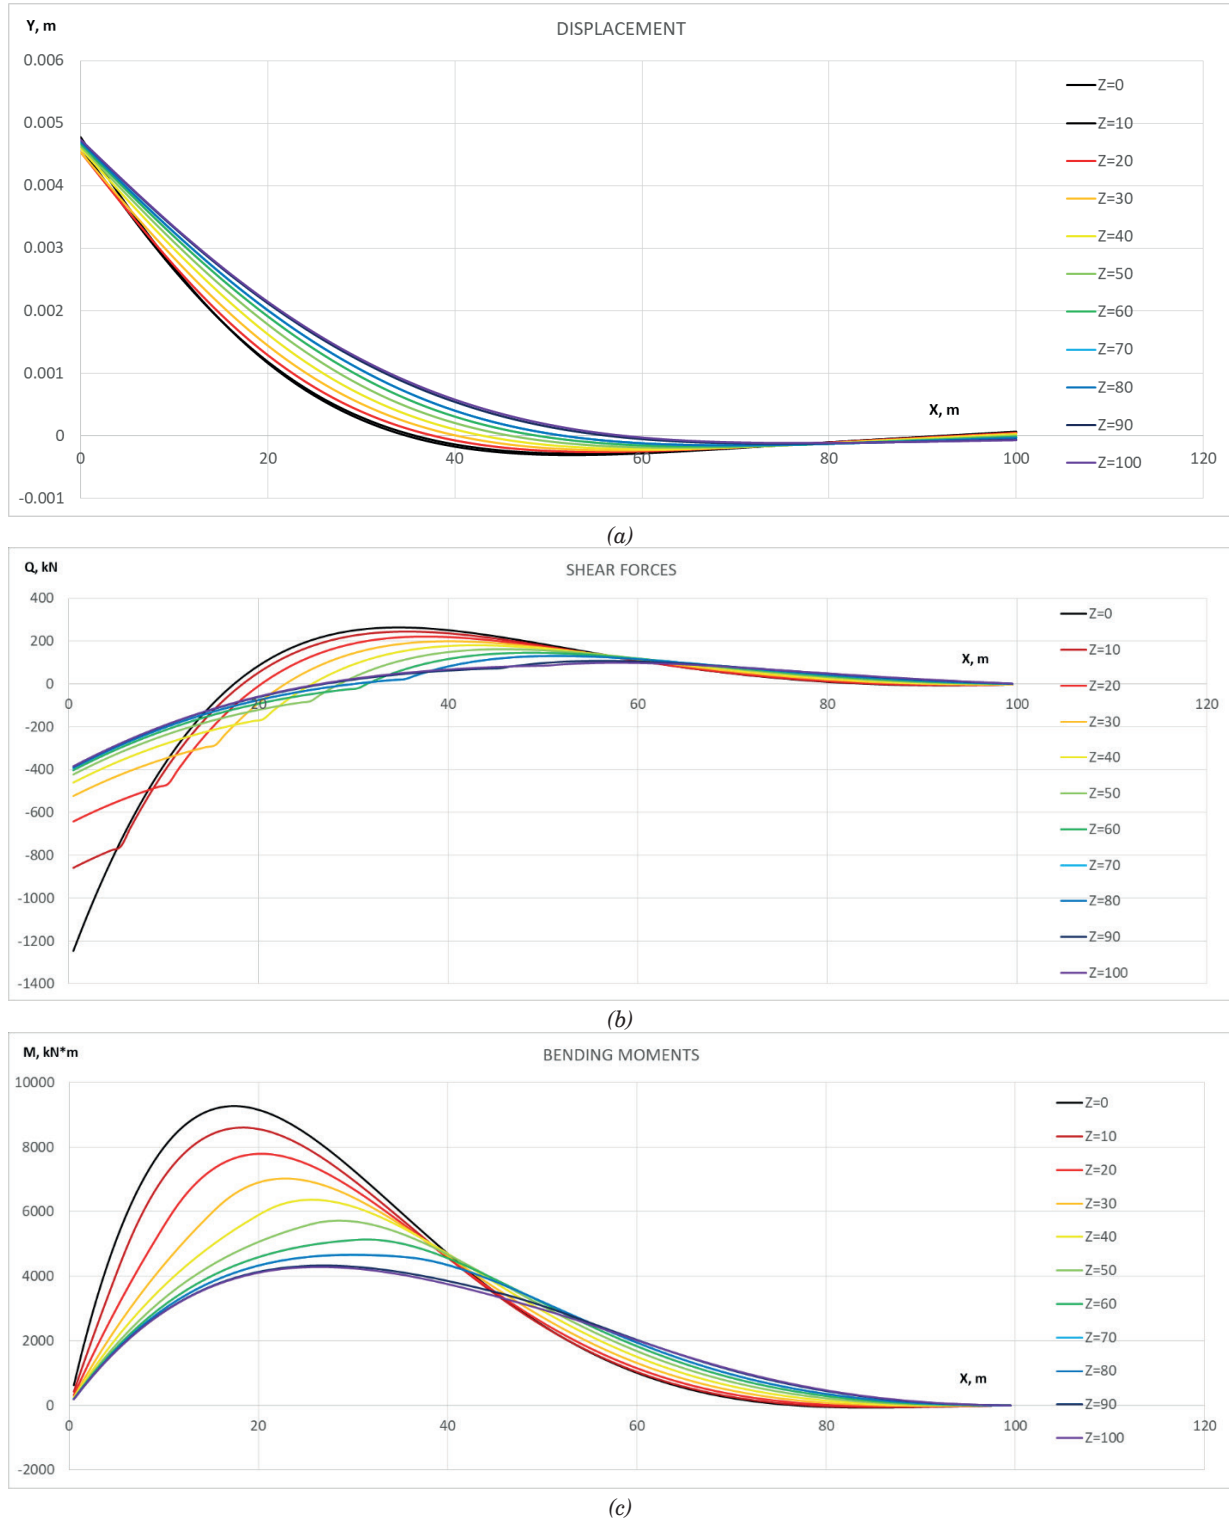 Y, m
DISPLACEMENT
0.006
0.005
0.004
0.003
0.002
0.001
0
-0.001
0 20 40 60 80 100 120
X, m
Z=0
Z=10
Z=20
Z=30
Z=40
Z=50
Z=60
Z=70
Z=80
Z=90
Z=100
(a)
Q, kN
SHEAR FORCES
400
200
0
-200
-400
-600
-800
-1000
-1200
-1400
0 20 40 60 80 100 120
X, m
Z=0
Z=10
Z=20
Z=30
Z=40
Z=50
Z=60
Z=70
Z=80
Z=90
Z=100
(b)
M, kN*m
BENDING MOMENTS
10000
8000
6000
4000
2000
0
-2000
0 20 40 60 80 100 120
X, m
Z=0
Z=10
Z=20
Z=30
Z=40
Z=50
Z=60
Z=70
Z=80
Z=90
Z=100
(c)